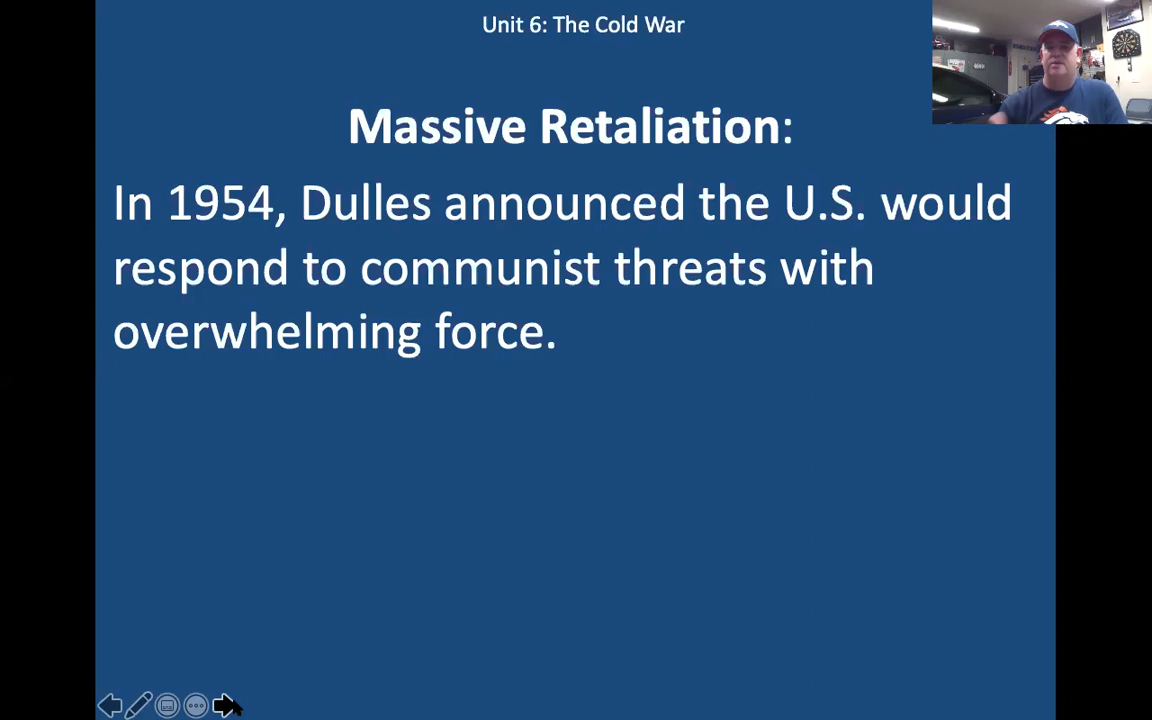 Unit 6: The Cold War
Massive Retaliation:
In 1954, Dulles announced the U.S. would
respond to communist threats with
overwhelming force.